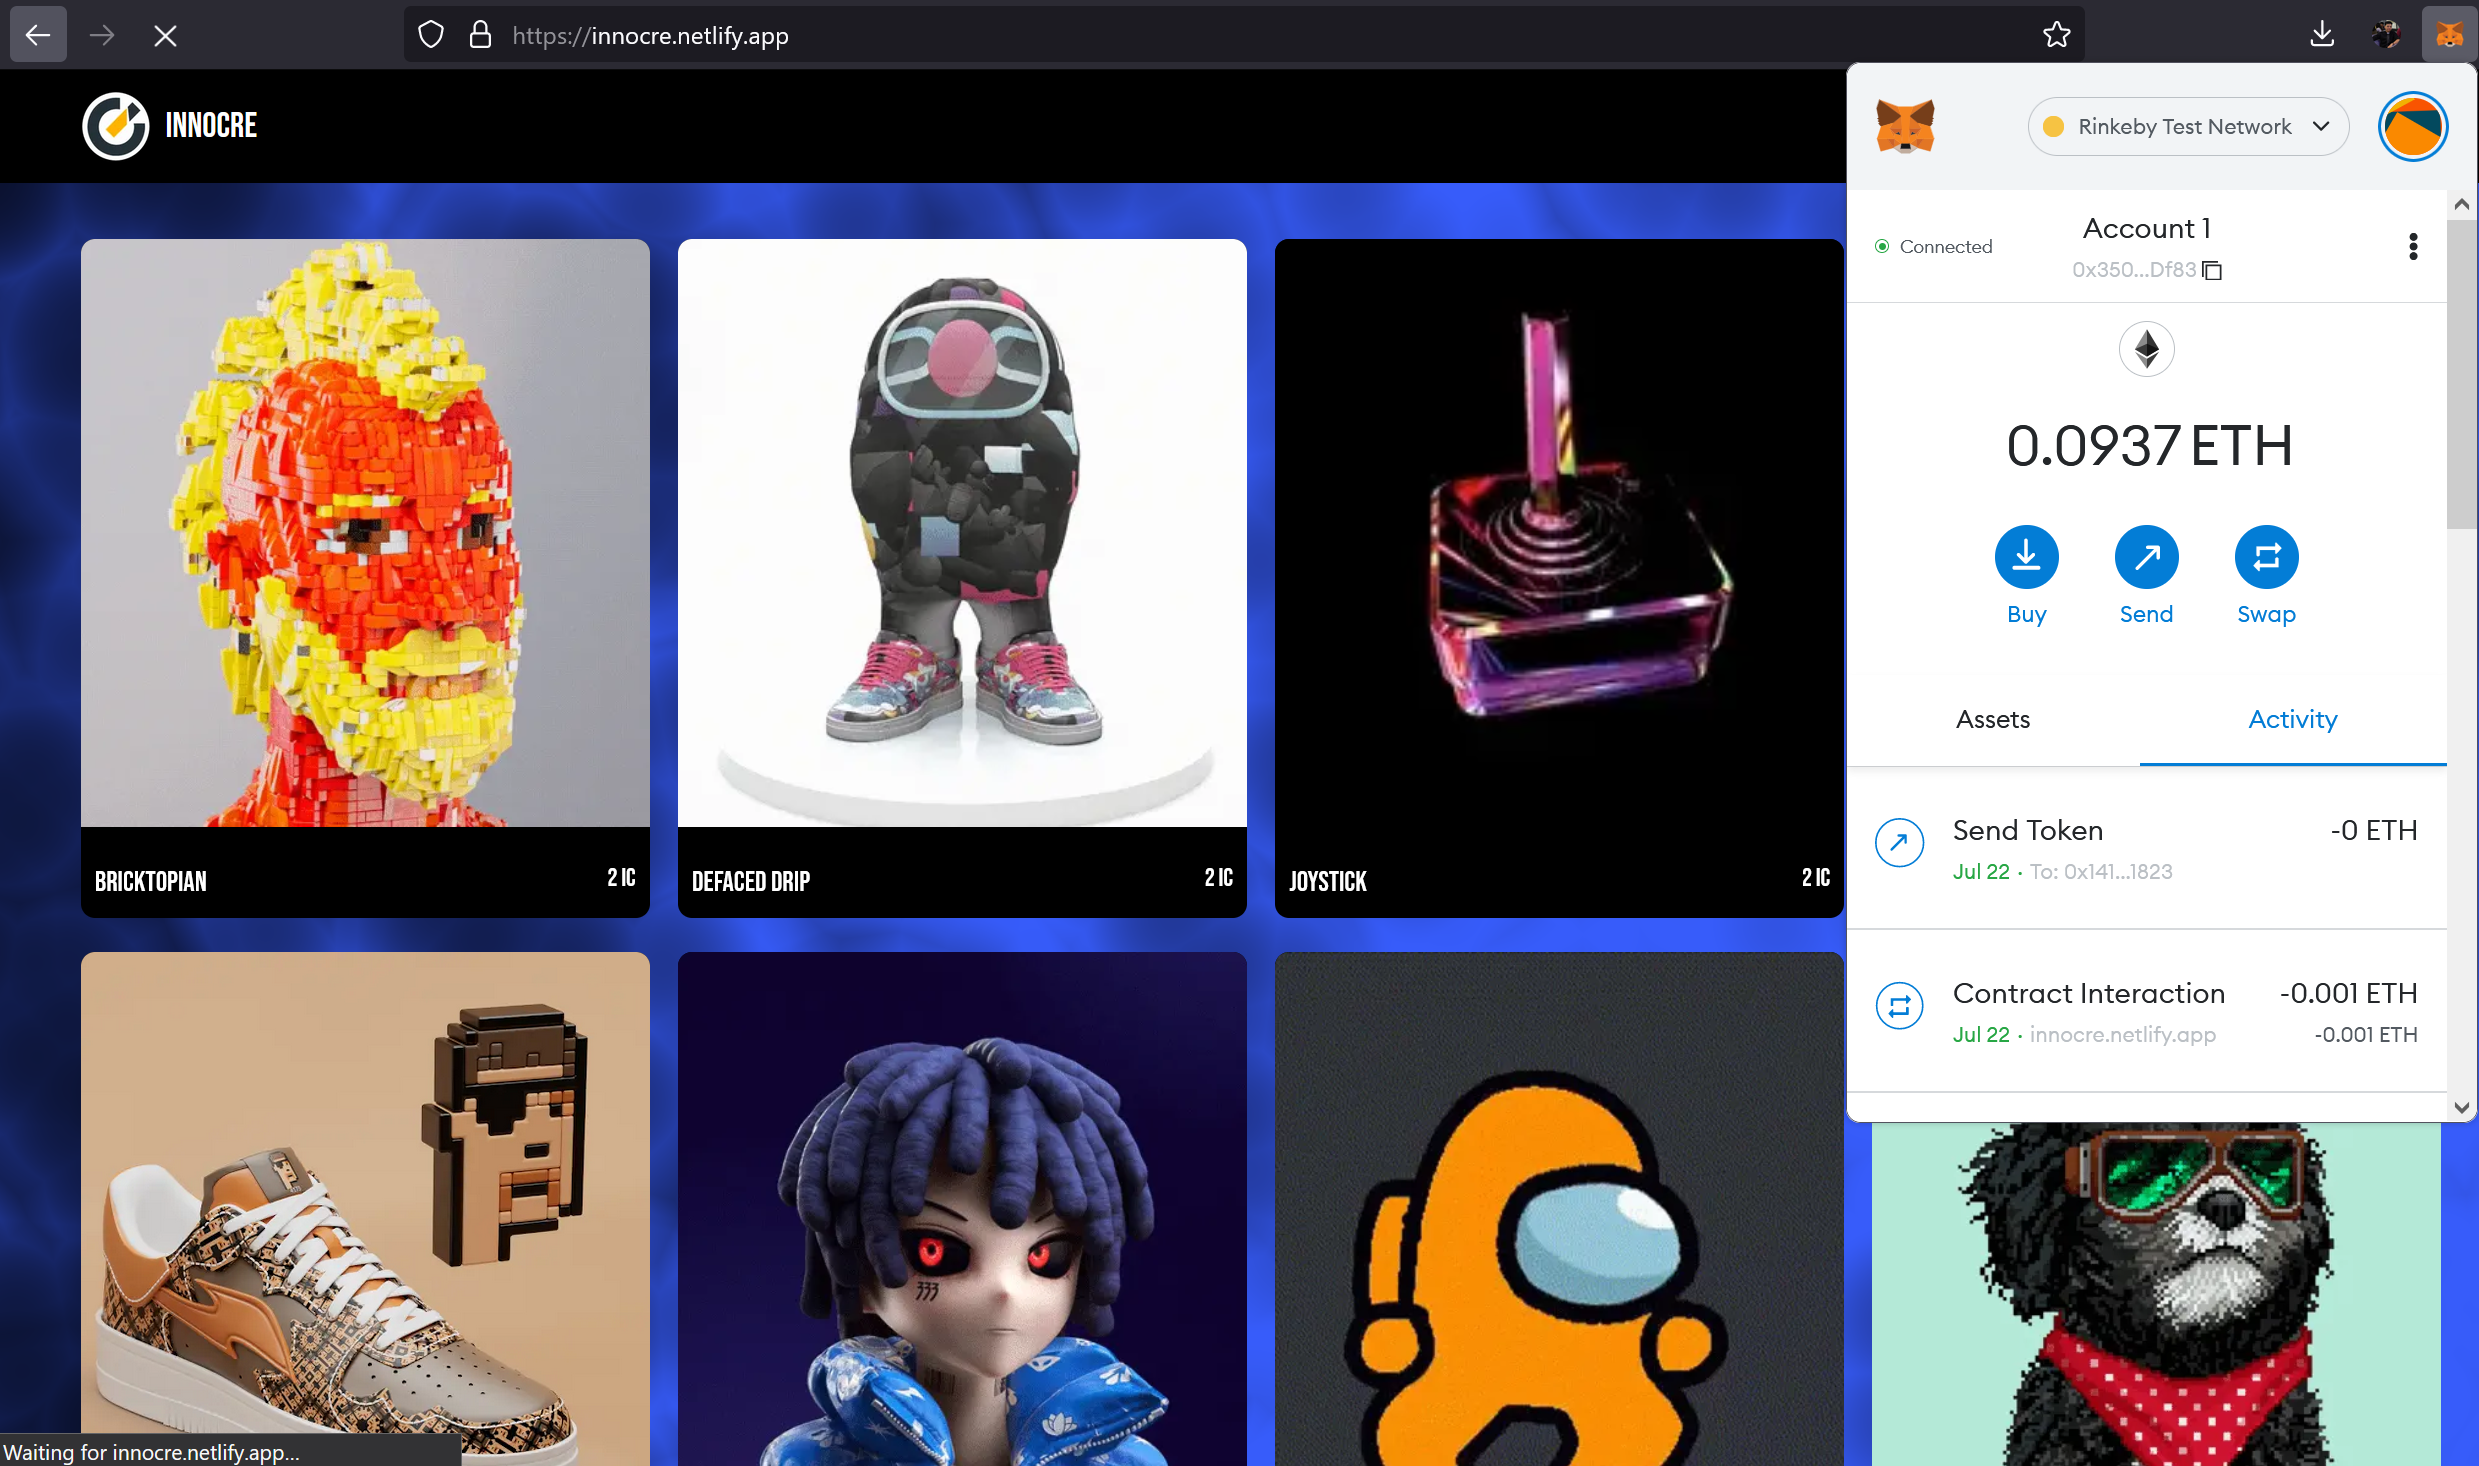 https://innocre.netlify.app
INNOCRE
Rinkeby Test Network
Connected
Account 1
0x350...Df83
0.0937 ETH
Buy
Send
Swap
Assets
Activity
Send Token
-0 ETH
Jul 22 · To: 0x141...1823
Contract Interaction
-0.001 ETH
Jul 22 · innocre.netlify.app
-0.001 ETH
BRICKTOPIAN
2 IC
DEFACED DRIP
2 IC
JOYSTICK
2 IC
333
Waiting for innocre.netlify.app...